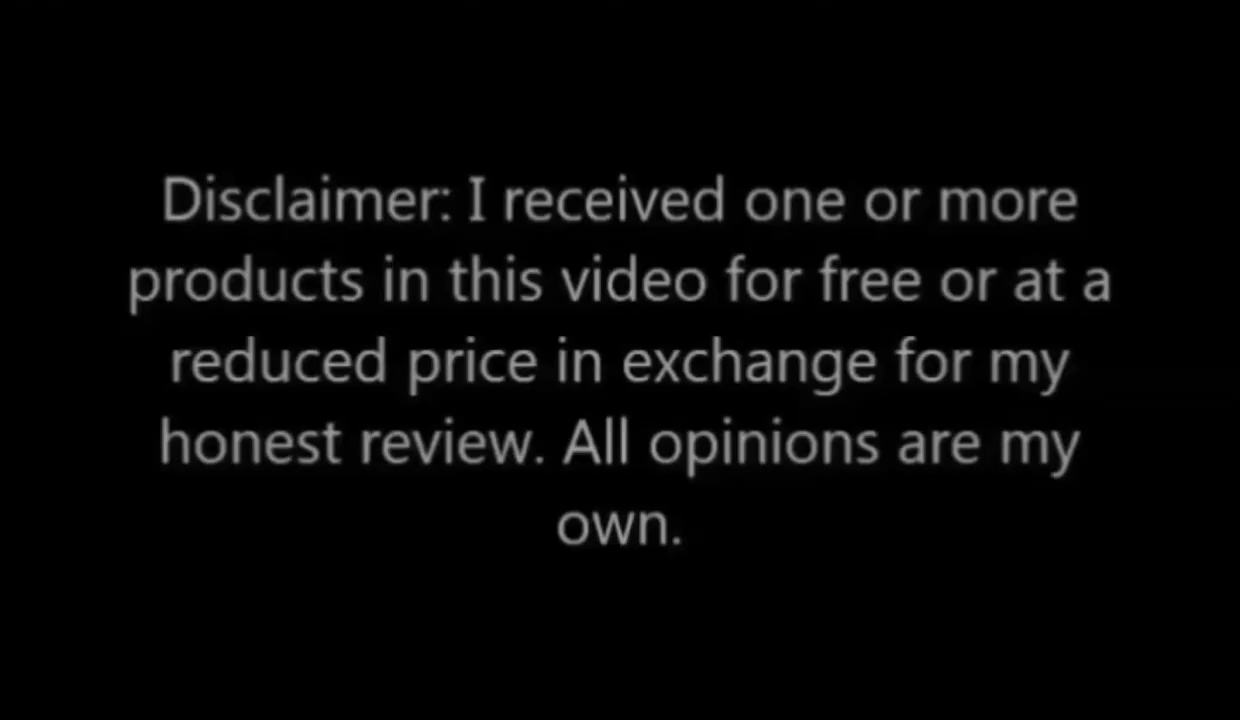 Disclaimer: I received one or more
products in this video for free or at a
reduced price in exchange for my
honest review. All opinions are my
own.